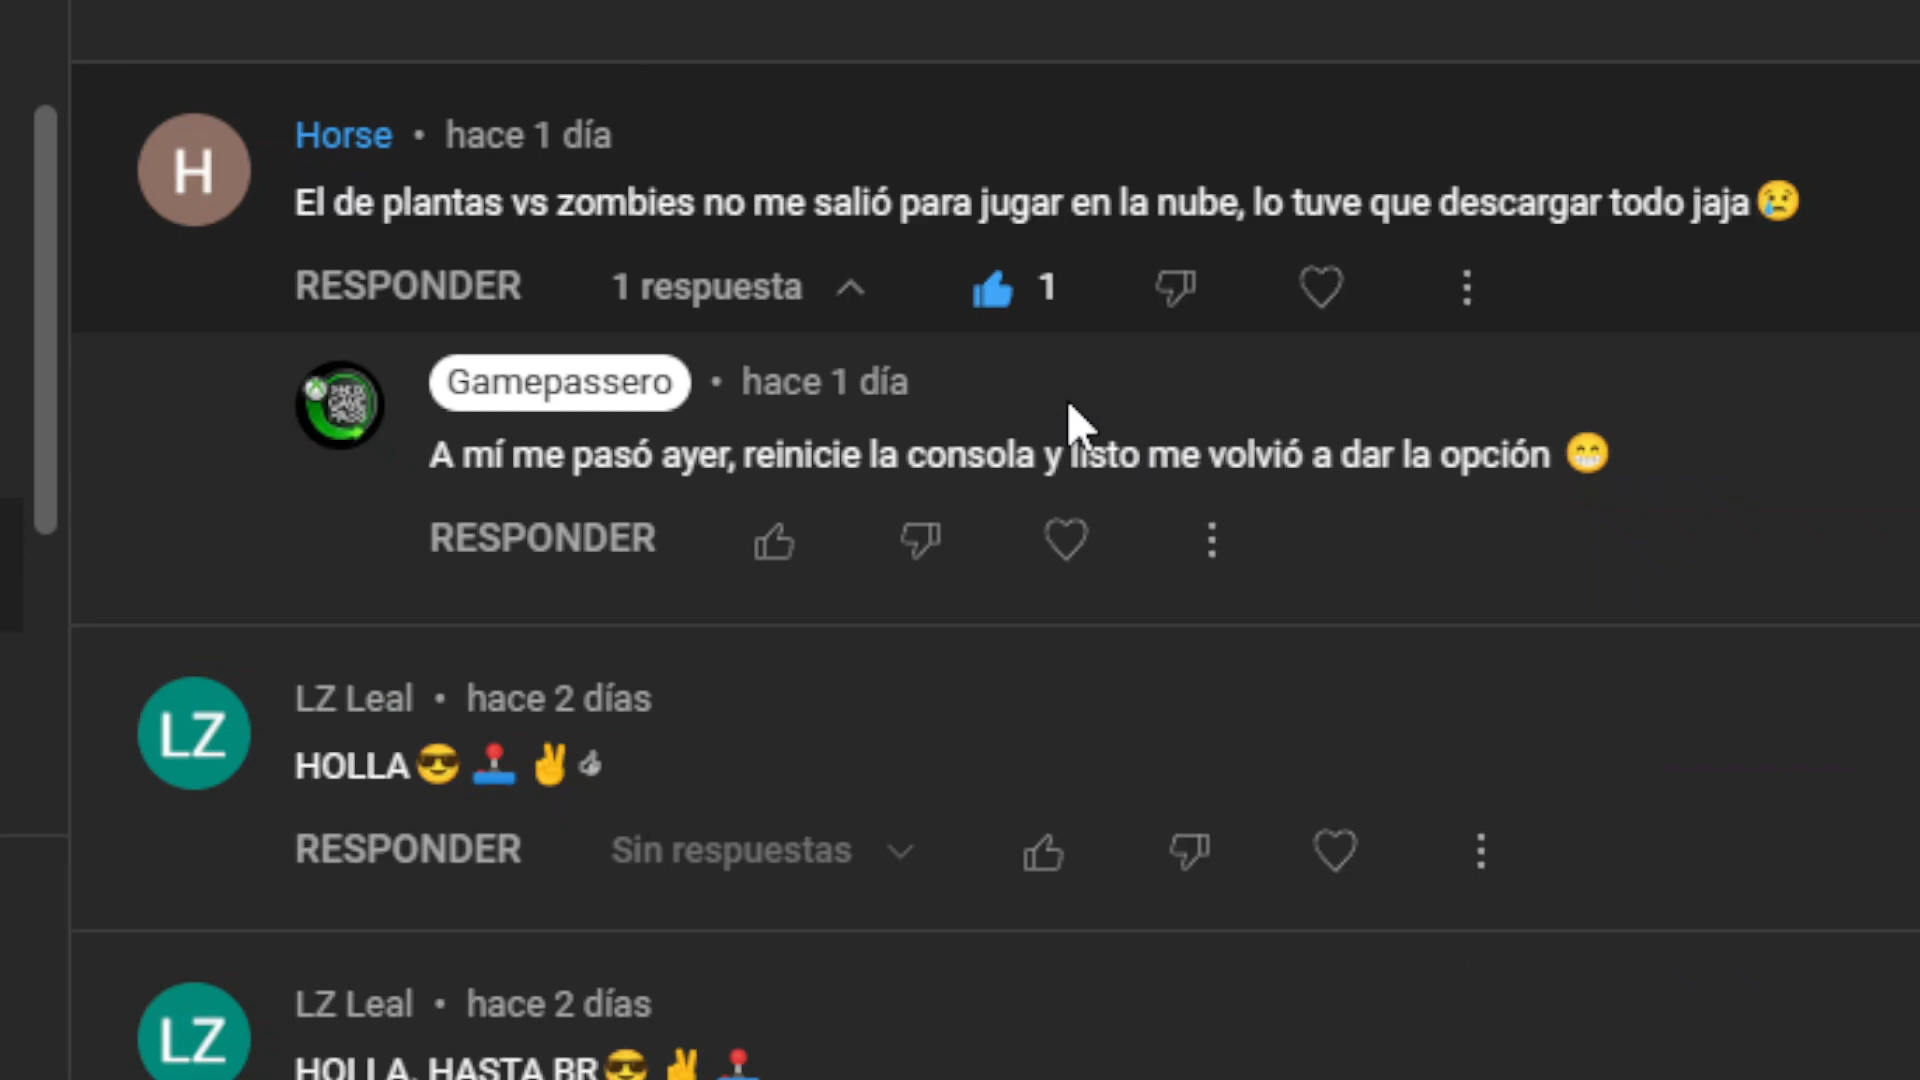 H
Horse • hace 1 día
El de plantas vs zombies no me salió para jugar en la nube, lo tuve que descargar todo jaja😢
RESPONDER 1 respuesta 1
Gamepassero • hace 1 día
A mí me pasó ayer, reinicie la consola y listo me volvió a dar la opción 😁
RESPONDER
LZ
LZ Leal • hace 2 días
HOLLA😎🕹️✌️👍
RESPONDER Sin respuestas
LZ
LZ Leal • hace 2 días
HOLLA, HASTA BR😎✌️🕹️